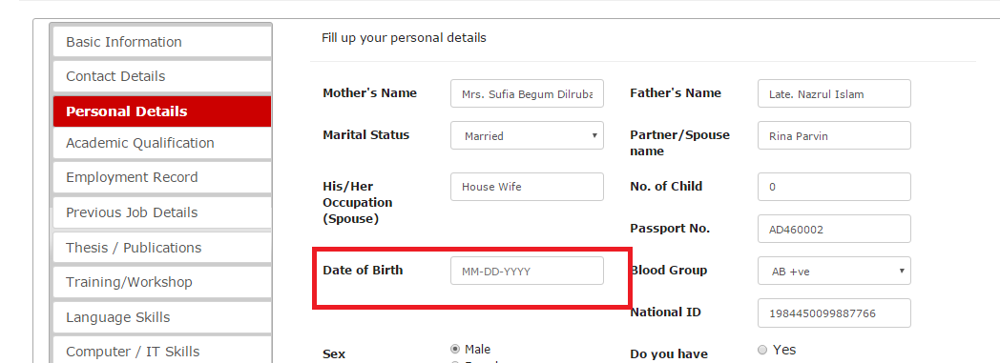 Basic Information
Contact Details
Personal Details
Academic Qualification
Employment Record
Previous Job Details
Thesis / Publications
Training/Workshop
Language Skills
Computer / IT Skills
Fill up your personal details
Mother's Name
Mrs. Sufia Begum Dilruba
Father's Name
Late. Nazrul Islam
Marital Status
Married
Partner/Spouse
name
Rina Parvin
His/Her
Occupation
(Spouse)
House Wife
No. of Child
0
Passport No.
AD460002
Date of Birth
MM-DD-YYYY
Blood Group
AB +ve
National ID
1984450099887766
Sex
Male
Do you have
Yes